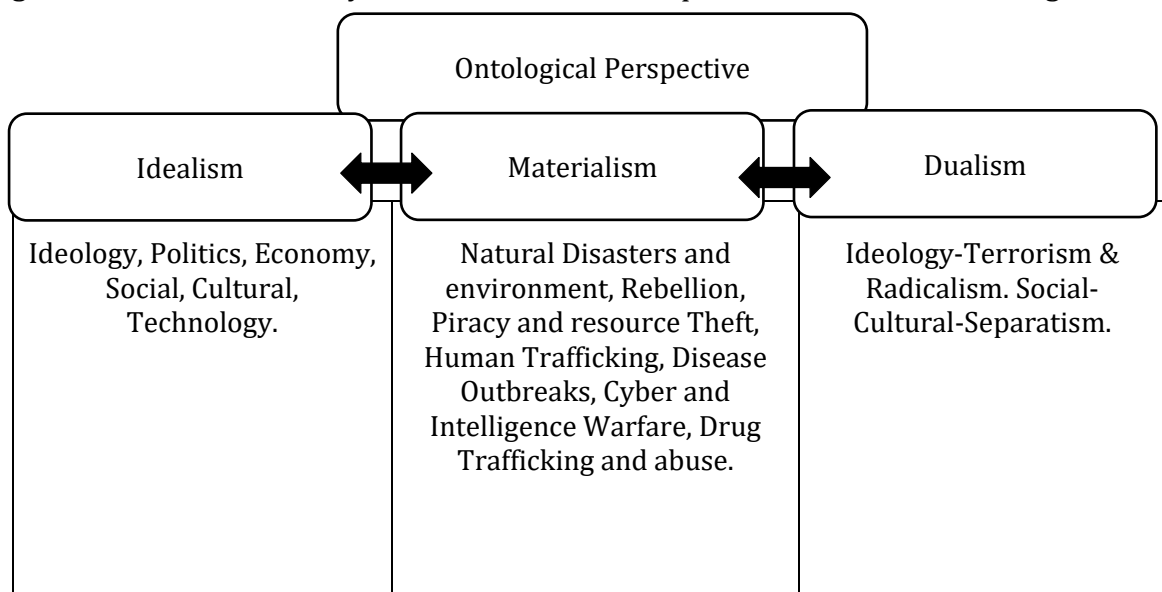 Ontological Perspective
Idealism
Materialism
Dualism
Ideology, Politics, Economy,
Social, Cultural,
Technology.
Natural Disasters and
environment, Rebellion,
Piracy and resource Theft,
Human Trafficking, Disease
Outbreaks, Cyber and
Intelligence Warfare, Drug
Trafficking and abuse.
Ideology-Terrorism &
Radicalism. Social-
Cultural-Separatism.